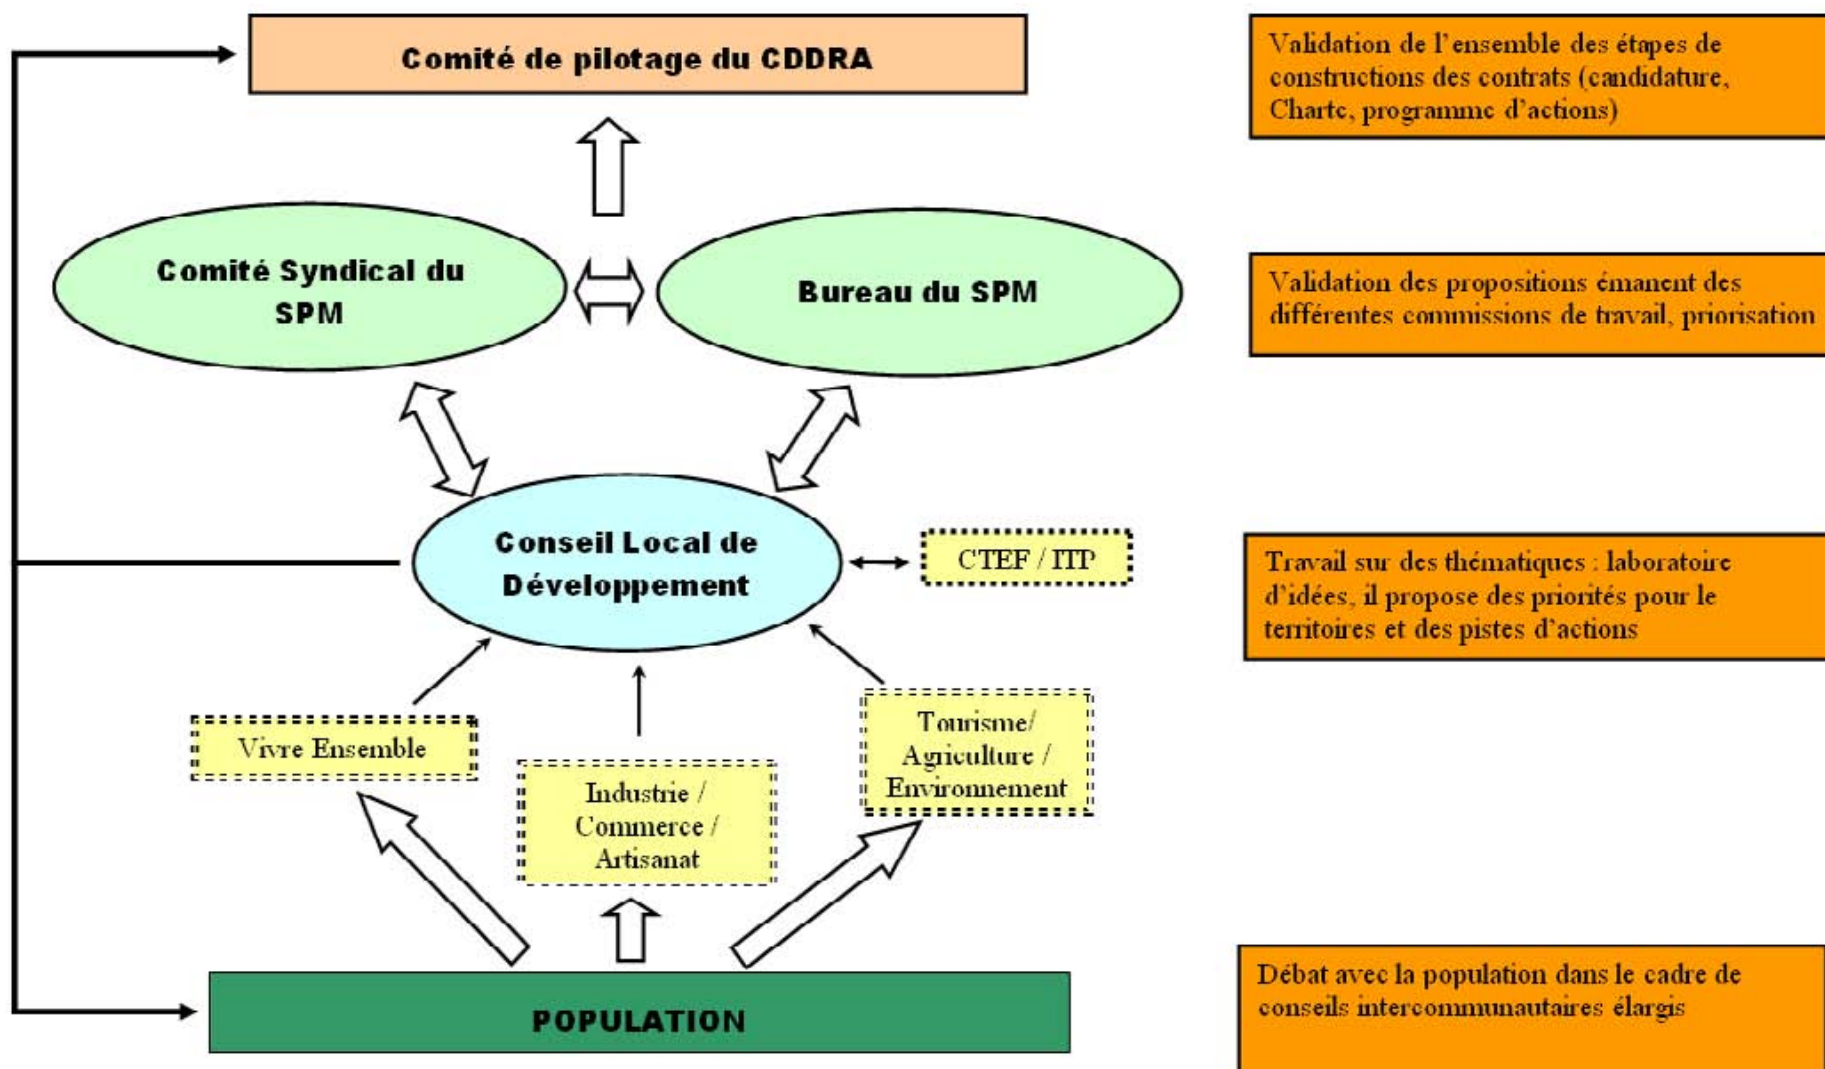 Comité de pilotage du CDDRA
Validation de l'ensemble des étapes de
constructions des contrats (candidature,
Charte, programme d'actions)
Comité Syndical du
SPM
Bureau du SPM
Validation des propositions émanent des
différentes commissions de travail, priorisation
Conseil Local de
Développement
CTEF / ITP
Travail sur des thématiques : laboratoire
d'idées, il propose des priorités pour le
territoires et des pistes d'actions
Vivre Ensemble
Industrie /
Commerce /
Artisanat
Tourisme/
Agriculture /
Environnement
POPULATION
Débat avec la population dans le cadre de
conseils intercommunautaires élargis